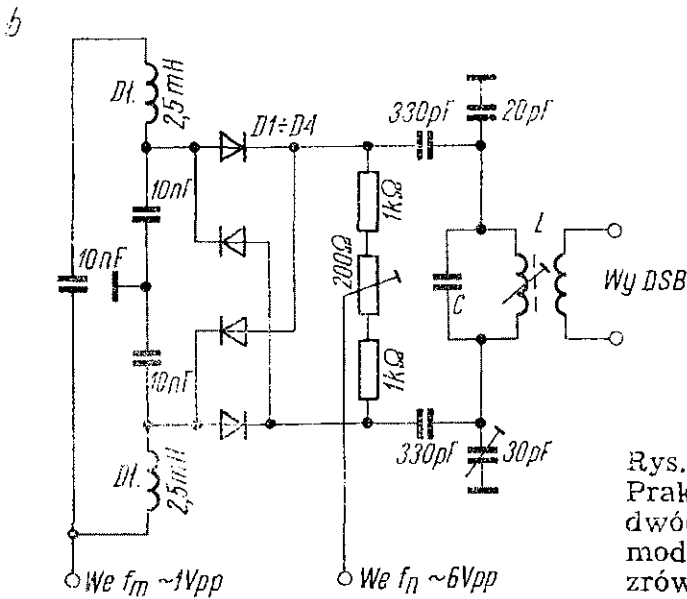 b
Dł.
2,5mH
D1÷D4
330pF
20pF
10nF
1kΩ
10nF
200Ω
C
L
Wy DSB
10nF
1kΩ
330pF
30pF
Dł.
2,5mH
Rys.
Prak
dwó
mod
zrów
We fm ~1Vpp
We fn ~6Vpp